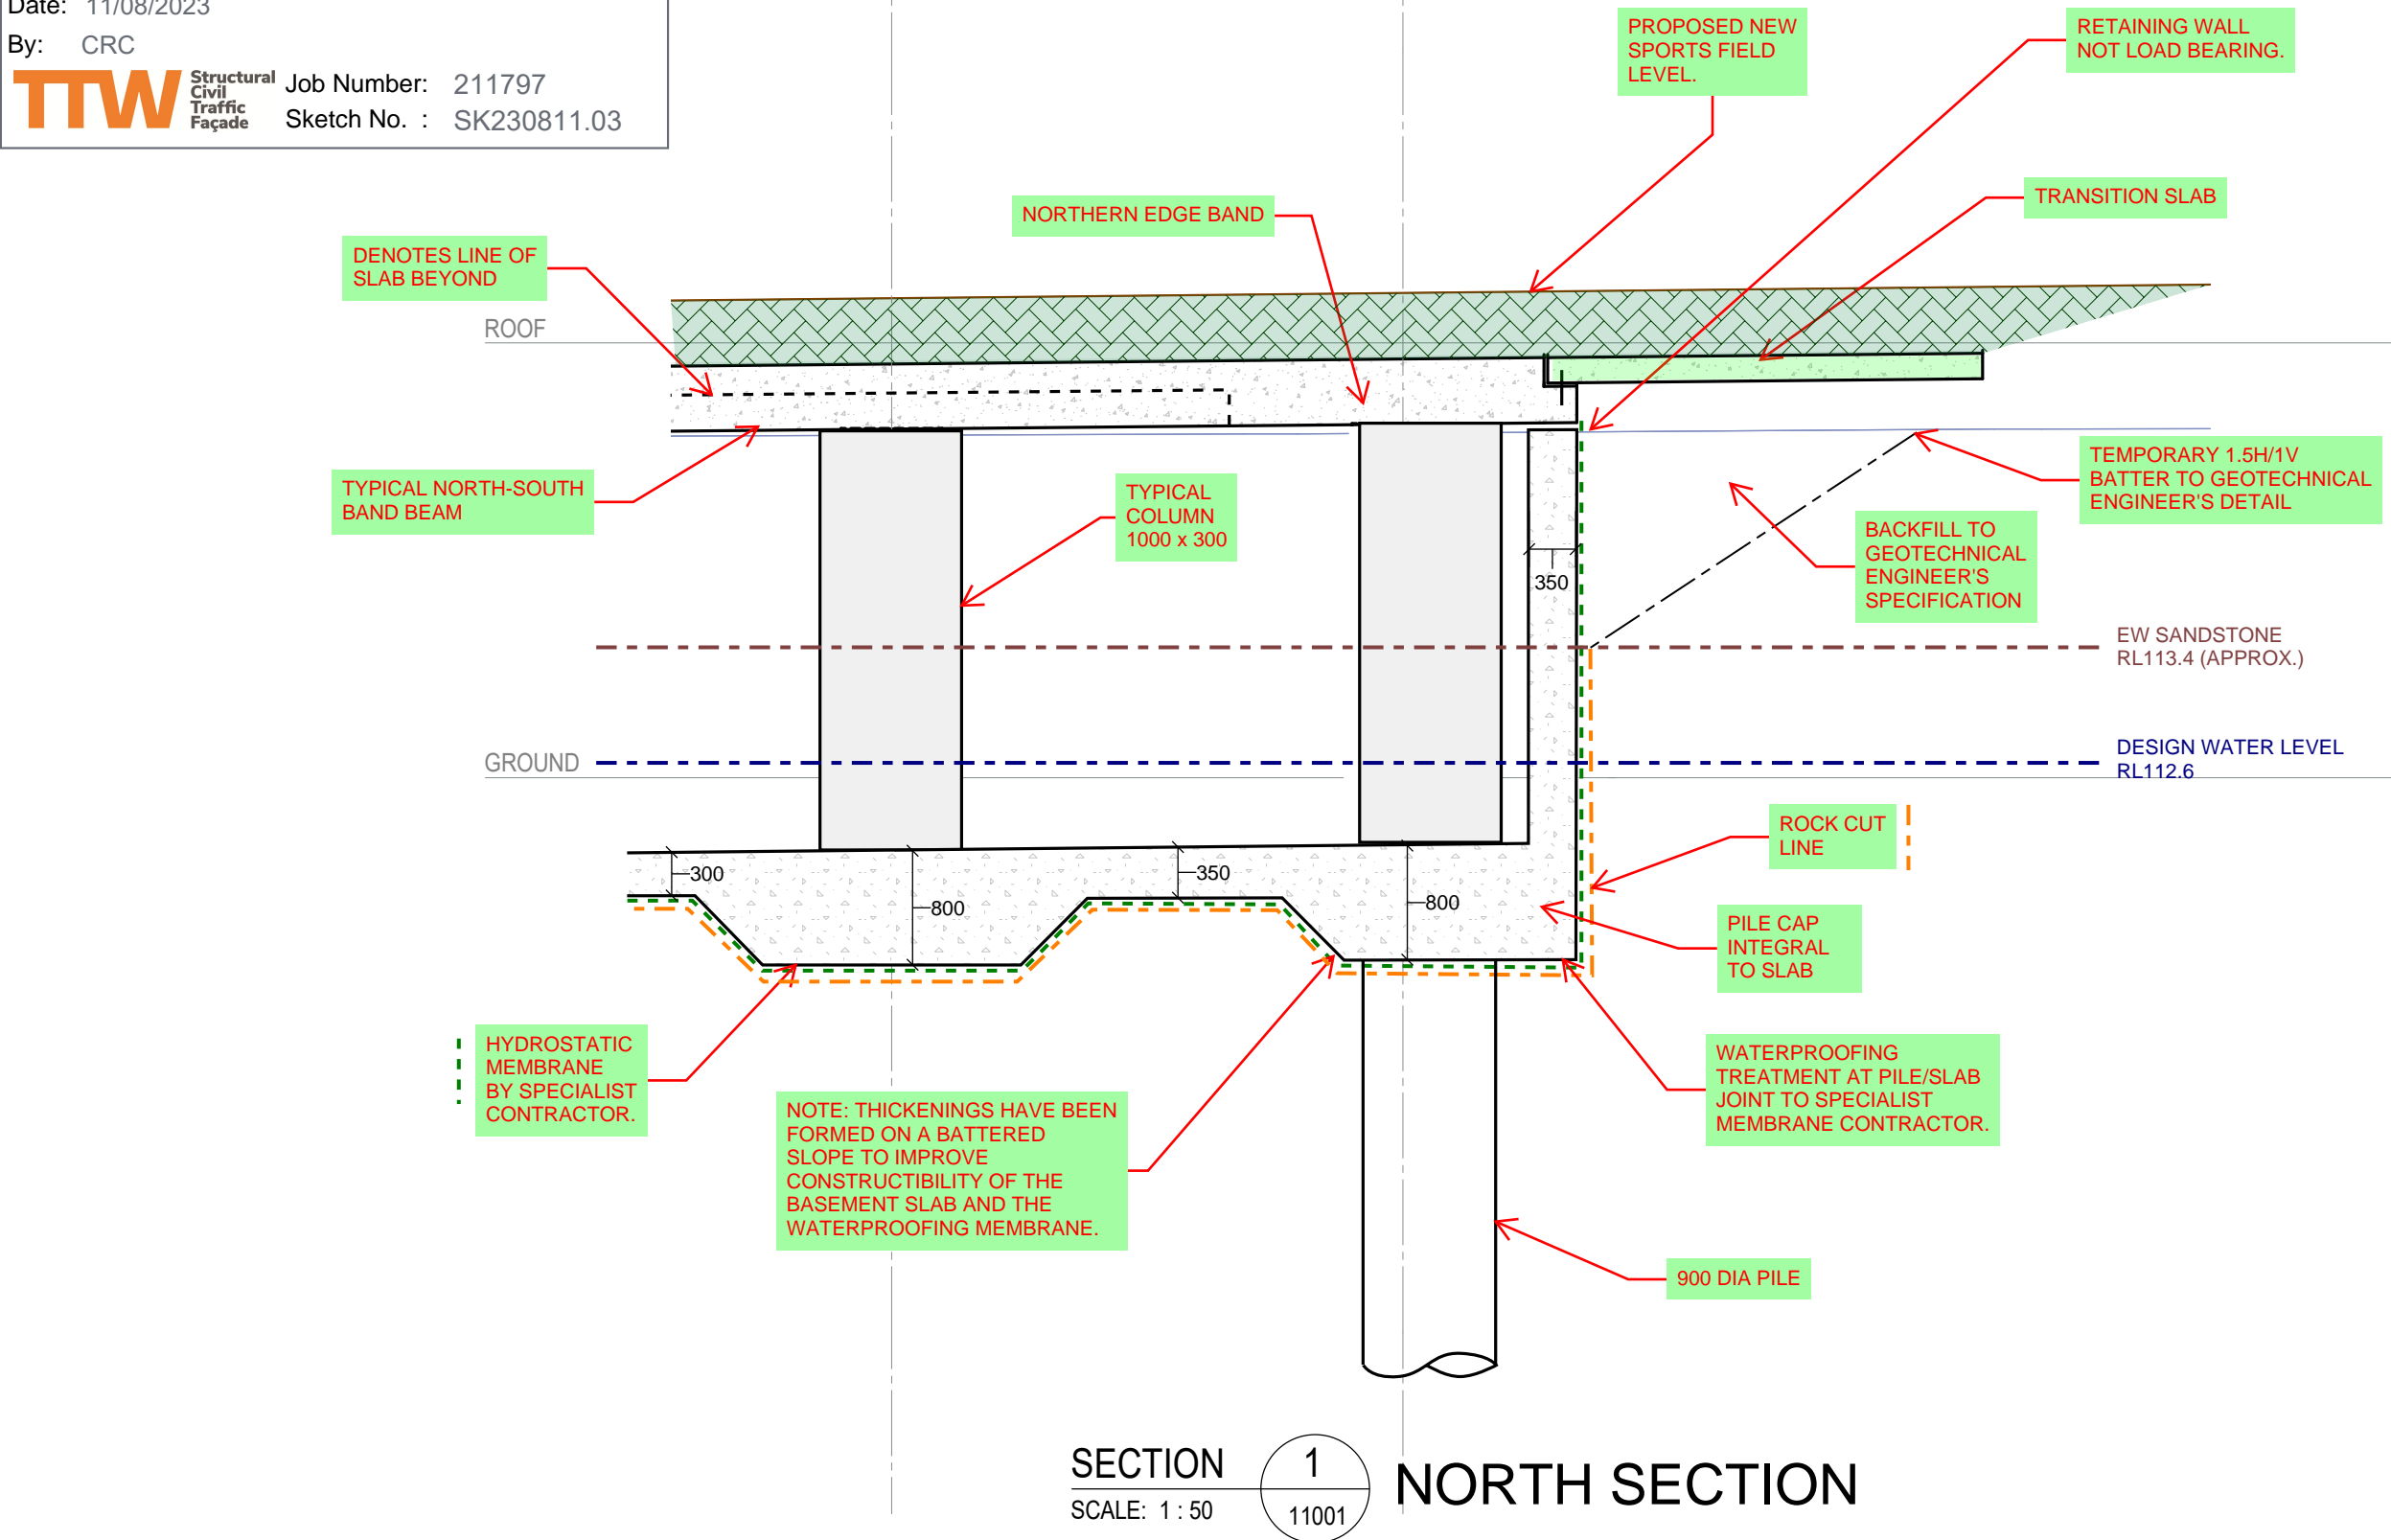 Date: 11/08/2023
By: CRC
TTW
Structural
Civil
Traffic
Façade
Job Number: 211797
Sketch No. : SK230811.03
PROPOSED NEW
SPORTS FIELD
LEVEL.
RETAINING WALL
NOT LOAD BEARING.
TRANSITION SLAB
NORTHERN EDGE BAND
DENOTES LINE OF
SLAB BEYOND
ROOF
TYPICAL NORTH-SOUTH
BAND BEAM
TYPICAL
COLUMN
1000 x 300
TEMPORARY 1.5H/1V
BATTER TO GEOTECHNICAL
ENGINEER'S DETAIL
BACKFILL TO
GEOTECHNICAL
ENGINEER'S
SPECIFICATION
350
EW SANDSTONE
RL113.4 (APPROX.)
GROUND
DESIGN WATER LEVEL
RL112.6
ROCK CUT
LINE
300
800
350
800
PILE CAP
INTEGRAL
TO SLAB
HYDROSTATIC
MEMBRANE
BY SPECIALIST
CONTRACTOR.
NOTE: THICKENINGS HAVE BEEN
FORMED ON A BATTERED
SLOPE TO IMPROVE
CONSTRUCTIBILITY OF THE
BASEMENT SLAB AND THE
WATERPROOFING MEMBRANE.
WATERPROOFING
TREATMENT AT PILE/SLAB
JOINT TO SPECIALIST
MEMBRANE CONTRACTOR.
900 DIA PILE
SECTION
SCALE: 1 : 50
1
11001
NORTH SECTION